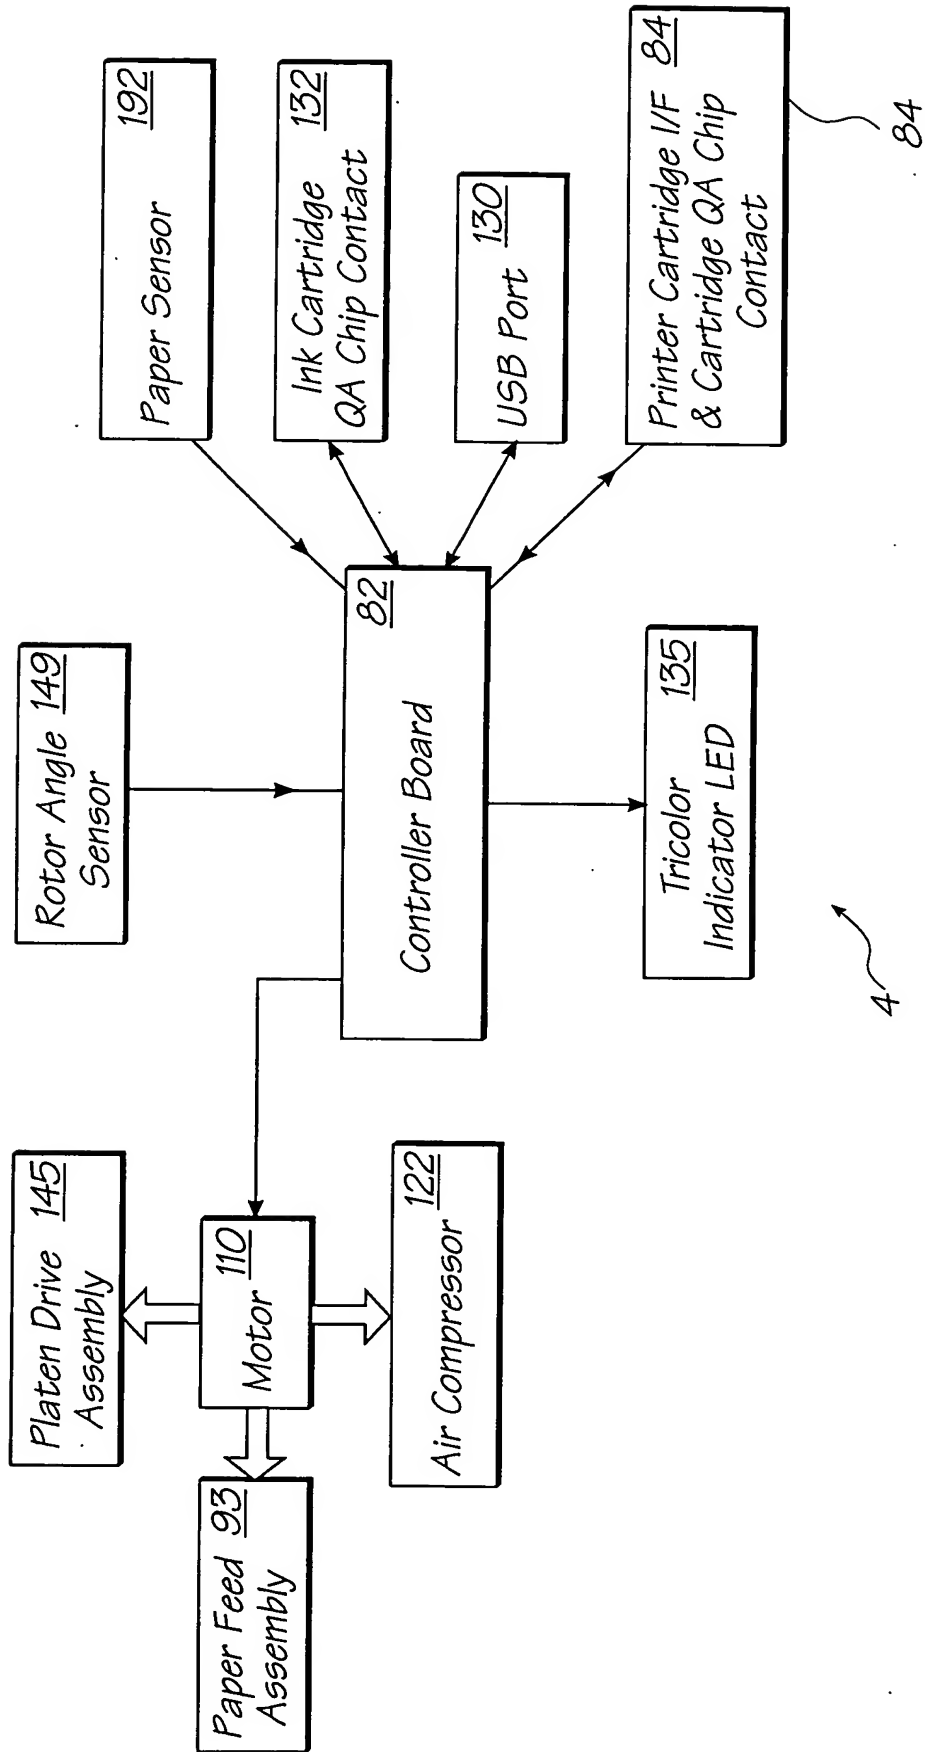 Paper Feed 93
Assembly
Platen Drive 145
Assembly
110
Motor
122
Air Compressor
Rotor Angle 149
Sensor
82
Controller Board
Tricolor 135
Indicator LED
192
Paper Sensor
Ink Cartridge 132
QA Chip Contact
130
USB Port
Printer Cartridge I/F 84
& Cartridge QA Chip
Contact
84
4